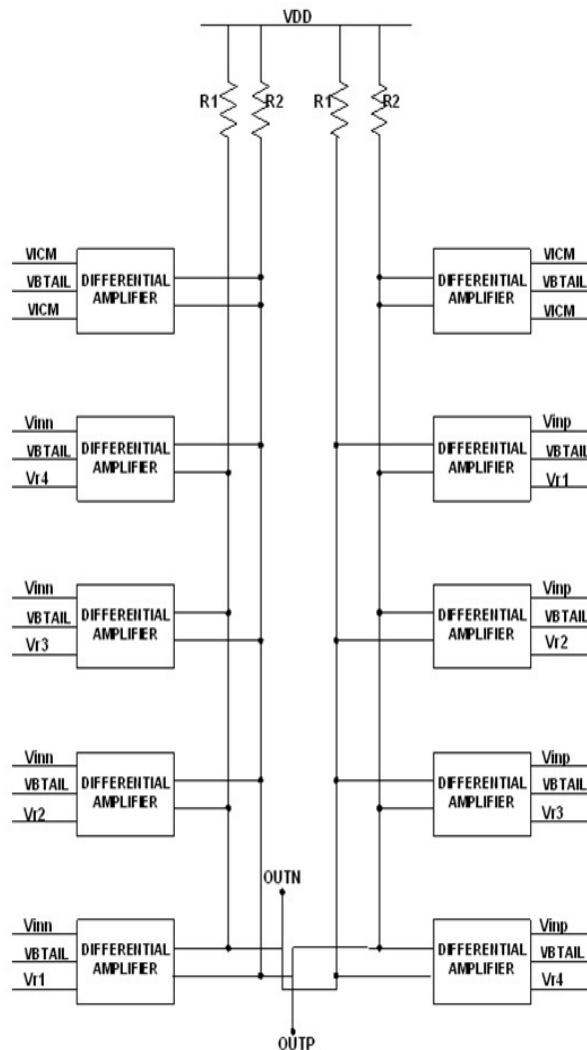 VDD
R1 R2 R1 R2
VICM VICM
VBTAIL DIFFERENTIAL AMPLIFIER DIFFERENTIAL AMPLIFIER VBTAIL
VICM VICM
Vinn Vinp
VBTAIL DIFFERENTIAL AMPLIFIER DIFFERENTIAL AMPLIFIER VBTAIL
Vr4 Vr1
Vinn Vinp
VBTAIL DIFFERENTIAL AMPLIFIER DIFFERENTIAL AMPLIFIER VBTAIL
Vr3 Vr2
Vinn Vinp
VBTAIL DIFFERENTIAL AMPLIFIER DIFFERENTIAL AMPLIFIER VBTAIL
Vr2 Vr3
OUTN
Vinn Vinp
VBTAIL DIFFERENTIAL AMPLIFIER DIFFERENTIAL AMPLIFIER VBTAIL
Vr1 Vr4
OUTP